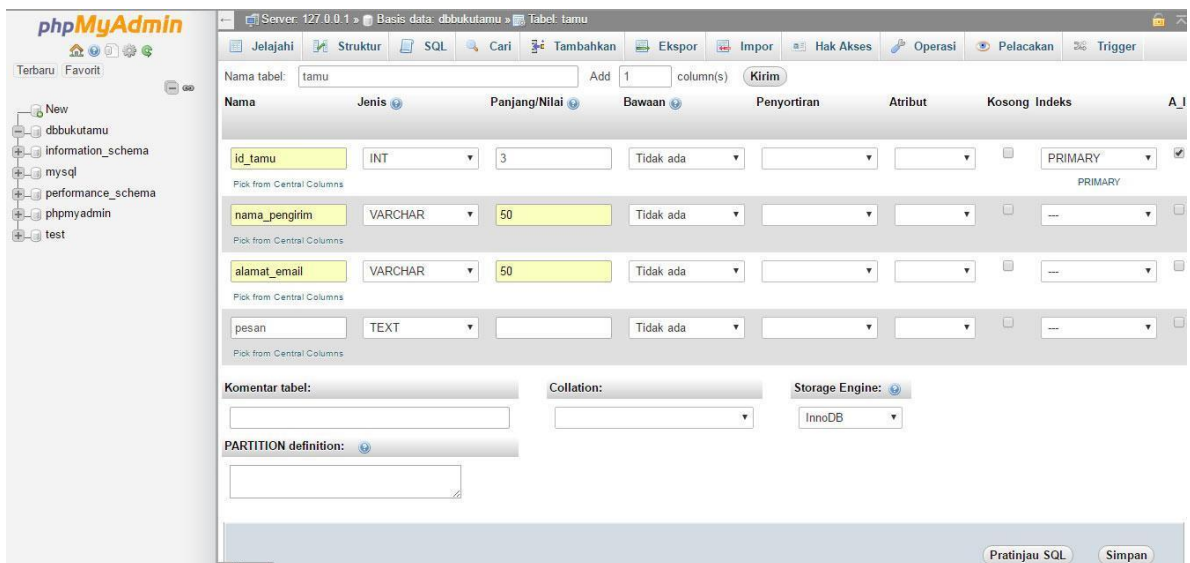 phpMyAdmin
Terbaru Favorit
New
dbbukutamu
information_schema
mysql
performance_schema
phpmyadmin
test
Server: 127.0.0.1 » Basis data: dbbukutamu » Tabel: tamu
Jelajahi Struktur SQL Cari Tambahkan Ekspor Impor Hak Akses Operasi Pelacakan Trigger
Nama tabel: tamu Add 1 column(s) Kirim
Nama Jenis Panjang/Nilai Bawaan Penyortiran Atribut Kosong Indeks A_I
id_tamu INT 3 Tidak ada PRIMARY
Pick from Central Columns PRIMARY
nama_pengirim VARCHAR 50 Tidak ada ---
Pick from Central Columns
alamat_email VARCHAR 50 Tidak ada ---
Pick from Central Columns
pesan TEXT Tidak ada ---
Pick from Central Columns
Komentar tabel: Collation: Storage Engine:
InnoDB
PARTITION definition:
Pratinjau SQL Simpan